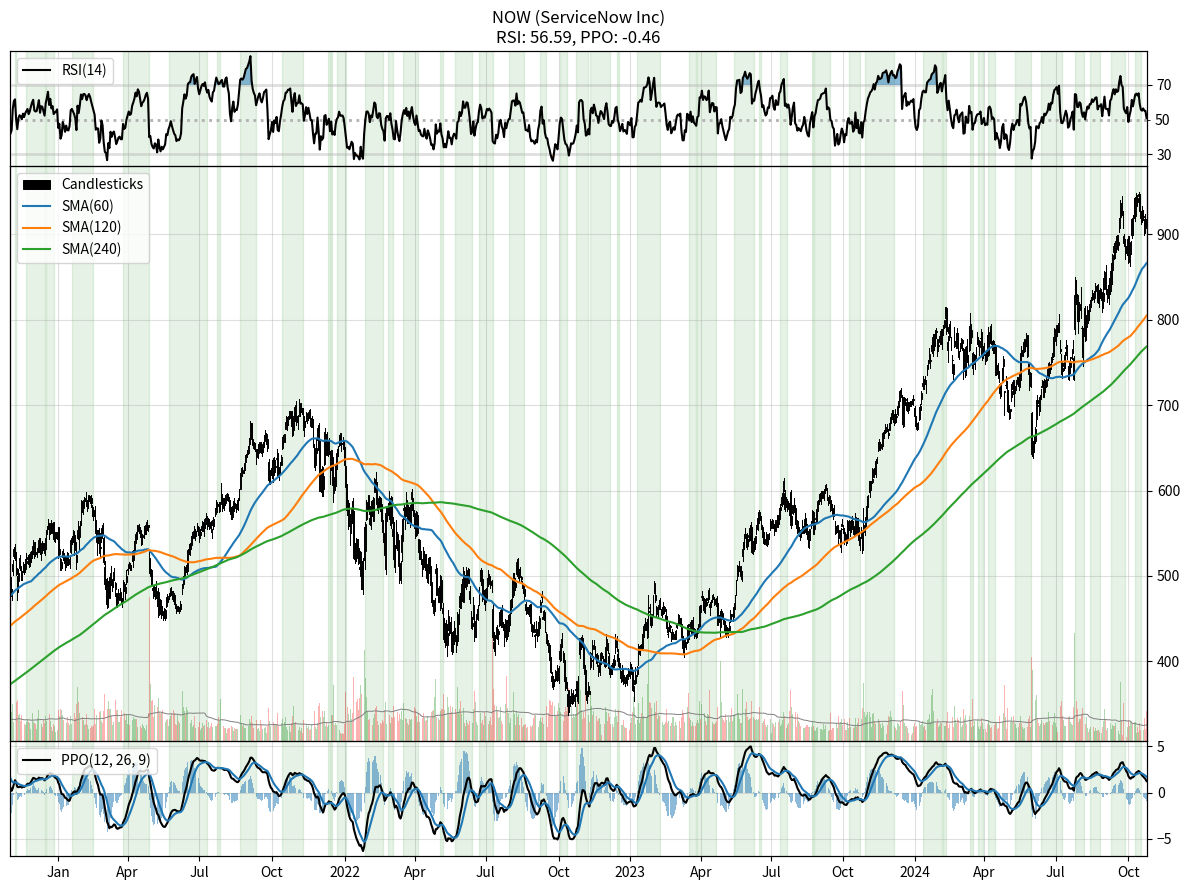 NOW (ServiceNow Inc)
RSI: 56.59, PPO: -0.46
RSI(14)
70
50
30
Candlesticks
SMA(60)
SMA(120)
SMA(240)
900
800
700
600
500
400
PPO(12, 26, 9)
5
0
−5
Jan Apr Jul Oct 2022 Apr Jul Oct 2023 Apr Jul Oct 2024 Apr Jul Oct